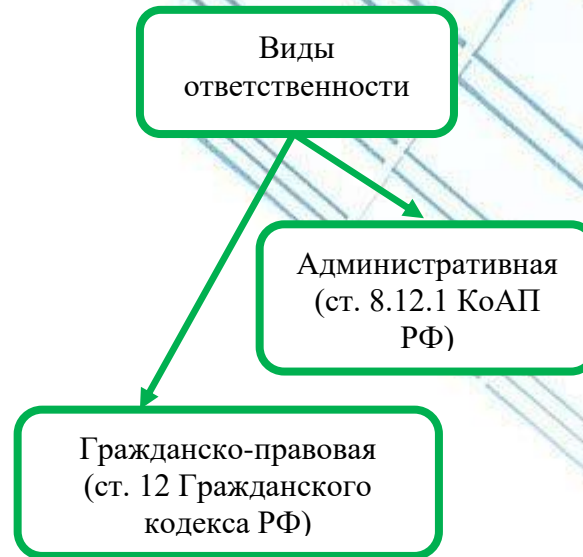 Виды
ответственности
Административная
(ст. 8.12.1 КоАП
РФ)
Гражданско-правовая
(ст. 12 Гражданского
кодекса РФ)